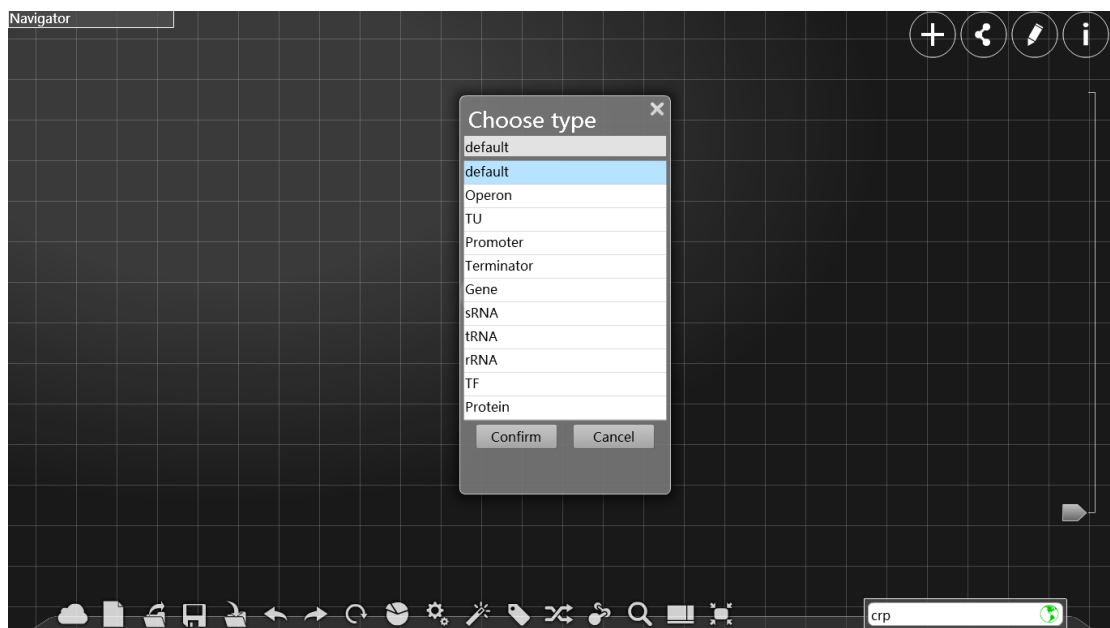 Navigator
Choose type
default
default
Operon
TU
Promoter
Terminator
Gene
sRNA
tRNA
rRNA
TF
Protein
Confirm Cancel
crp